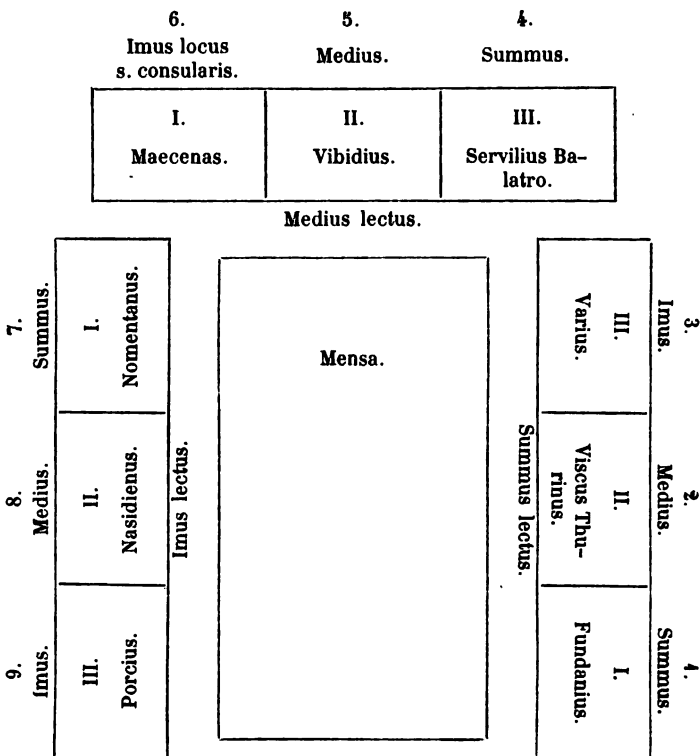 6.
Imus locus
s. consularis.
5.
Medius.
4.
Summus.
I.
Maecenas.
II.
Vibidius.
III.
Servilius Ba-
latro.
Medius lectus.
7.
Summus.
I.
Nomentanus.
8.
Medius.
II.
Nasidienus.
9.
Imus.
III.
Porcius.
Imus lectus.
Mensa.
Summus lectus.
3.
Imus.
III.
Varius.
2.
Medius.
II.
Viscus Thu-
rinus.
4.
Summus.
I.
Fundanius.